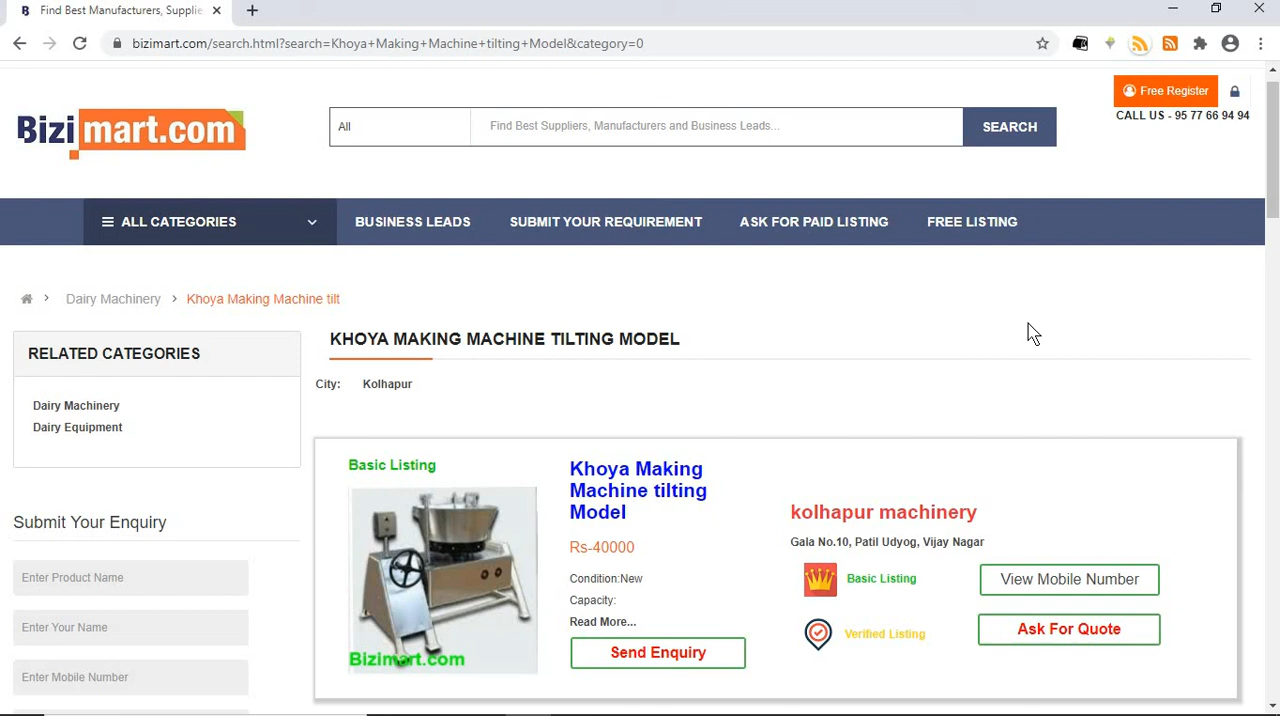 Find Best Manufacturers, Supplie
bizimart.com/search.html?search=Khoya+Making+Machine+tilting+Model&category=0
Free Register
CALL US - 95 77 66 94 94
Bizimart.com
All
Find Best Suppliers, Manufacturers and Business Leads...
SEARCH
ALL CATEGORIES
BUSINESS LEADS
SUBMIT YOUR REQUIREMENT
ASK FOR PAID LISTING
FREE LISTING
Dairy Machinery
Khoya Making Machine tilt
RELATED CATEGORIES
Dairy Machinery
Dairy Equipment
Submit Your Enquiry
Enter Product Name
Enter Your Name
Enter Mobile Number
KHOYA MAKING MACHINE TILTING MODEL
City: Kolhapur
Basic Listing
Bizimart.com
Khoya Making
Machine tilting
Model
Rs-40000
Condition:New
Capacity:
Read More...
Send Enquiry
kolhapur machinery
Gala No.10, Patil Udyog, Vijay Nagar
Basic Listing
View Mobile Number
Verified Listing
Ask For Quote